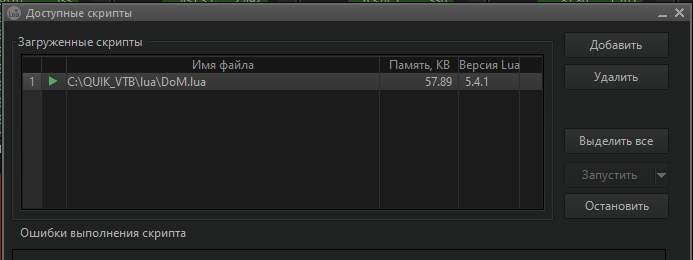 Доступные скрипты
Загруженные скрипты
Имя файла Память, KB Версия Lua
1 C:\QUIK_VTB\lua\DoM.lua 57.89 5.4.1
Добавить
Удалить
Выделить все
Запустить
Остановить
Ошибки выполнения скрипта